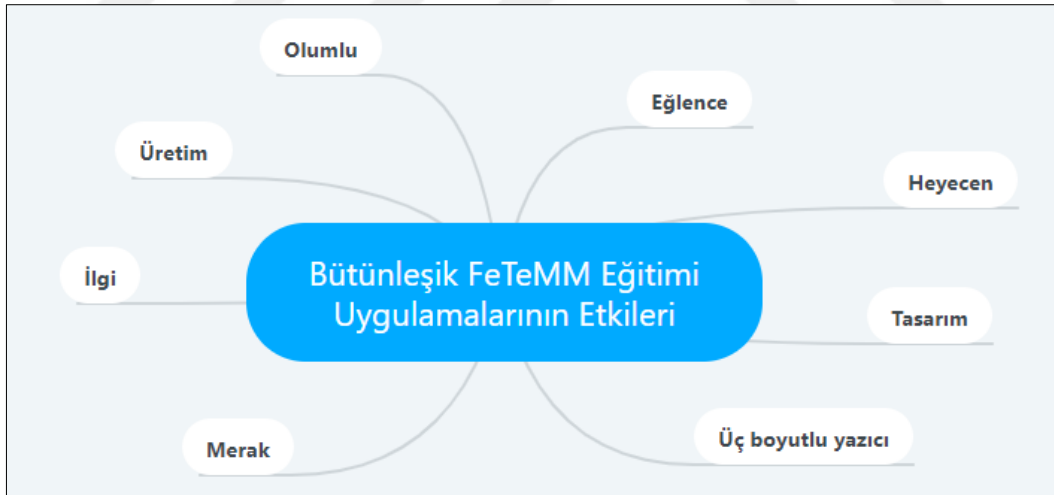 Olumlu
Eğlence
Üretim
Heyecen
Bütünleşik FeTeMM Eğitimi
Uygulamalarının Etkileri
İlgi
Tasarım
Merak
Üç boyutlu yazıcı